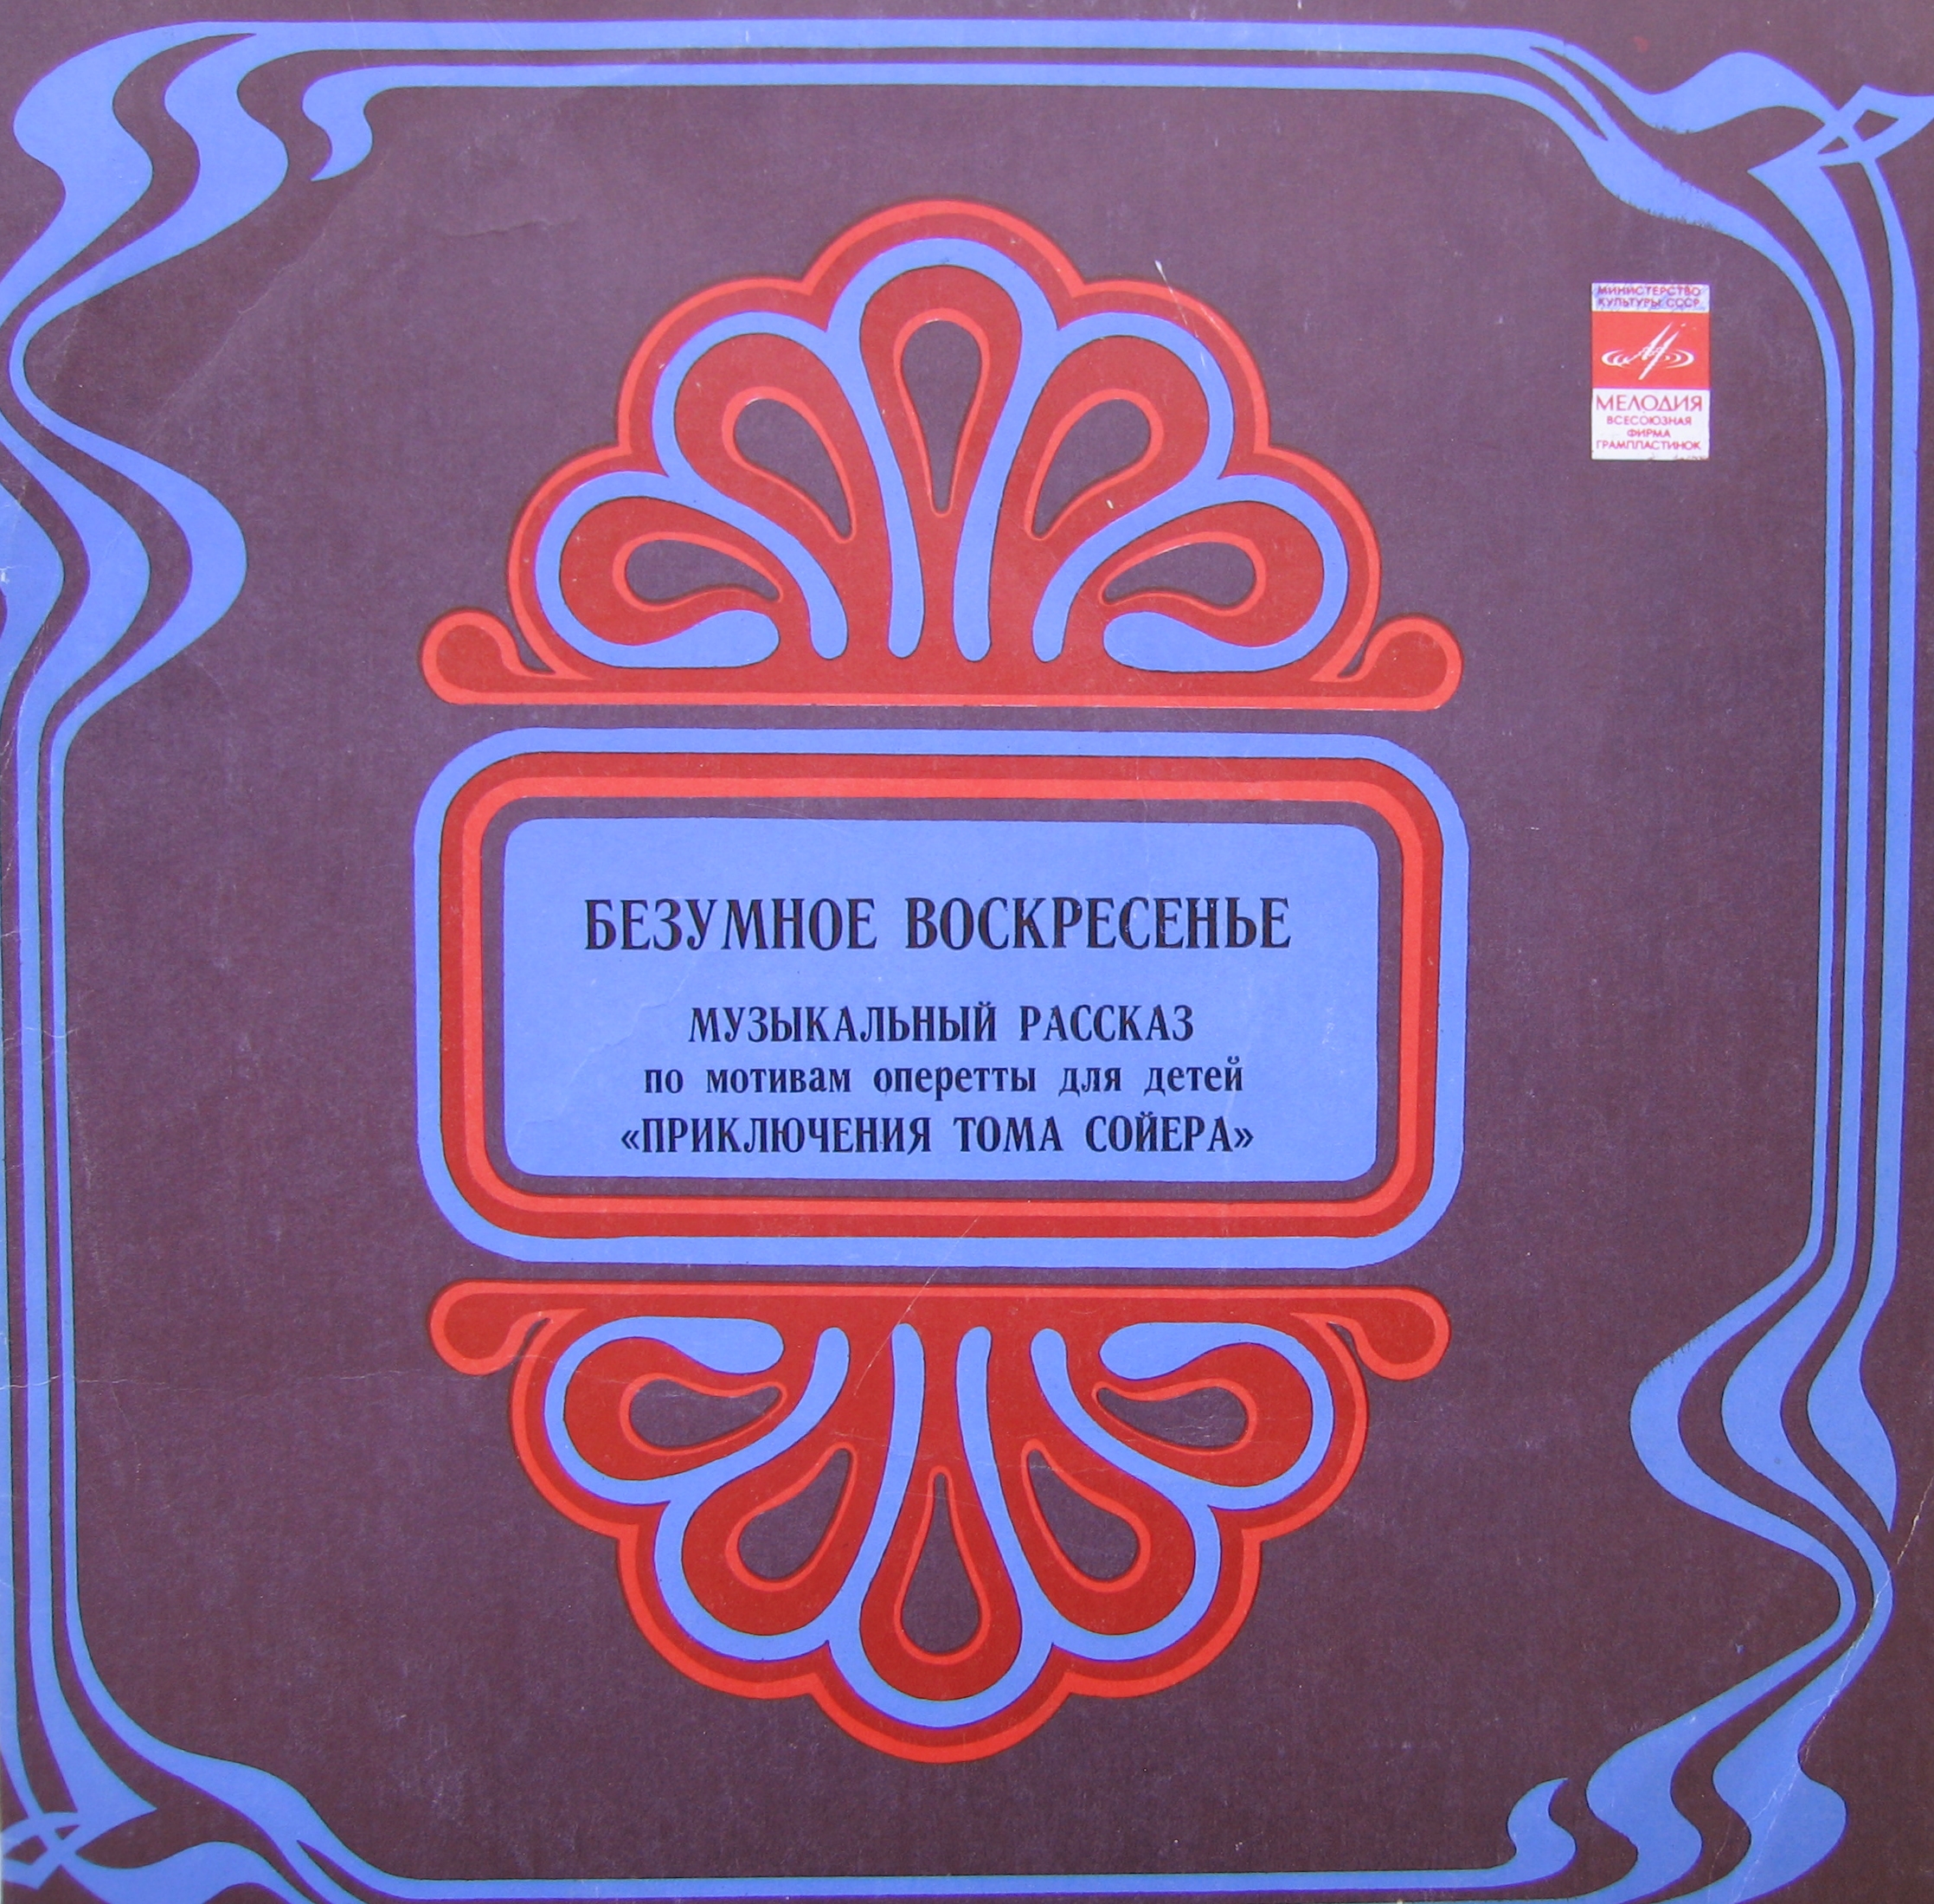 МИНИСТЕРСТВО
КУЛЬТУРЫ СССР
МЕЛОДИЯ
ВСЕСОЮЗНАЯ
ФИРМА
ГРАМПЛАСТИНОК
БЕЗУМНОЕ ВОСКРЕСЕНЬЕ
МУЗЫКАЛЬНЫЙ РАССКАЗ
по мотивам оперетты для детей
«ПРИКЛЮЧЕНИЯ ТОМА СОЙЕРА»